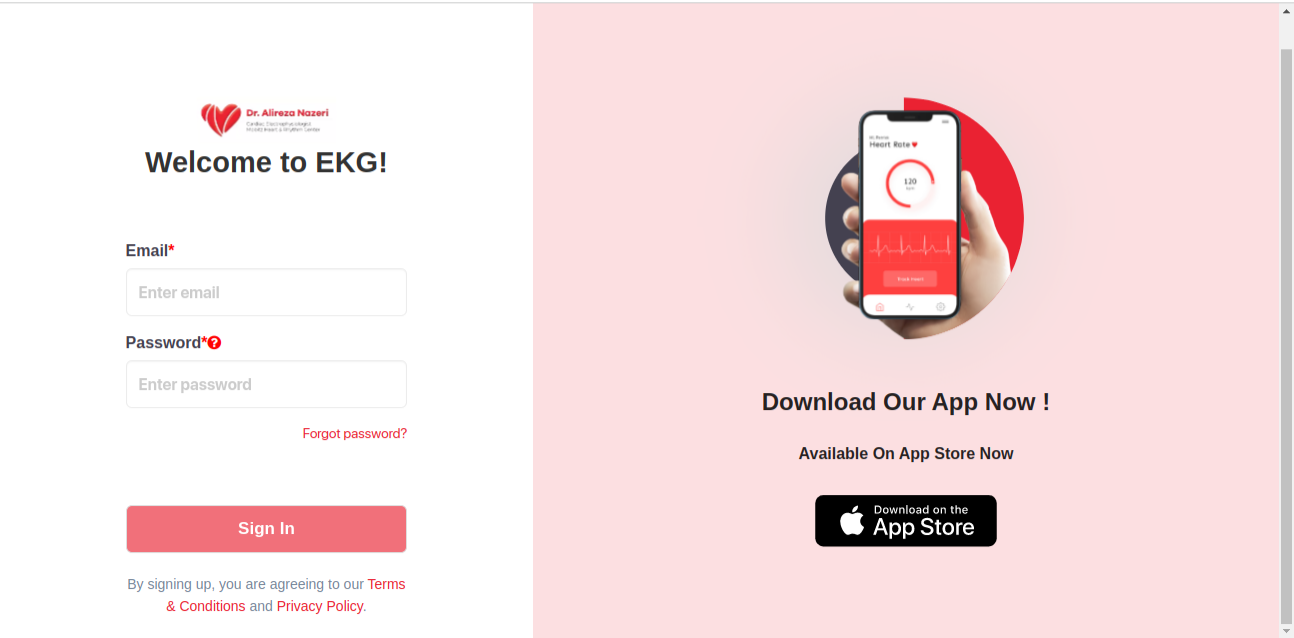 Dr. Alireza Nazeri
Welcome to EKG!
Email*
Enter email
Password*
Enter password
Forgot password?
Sign In
By signing up, you are agreeing to our Terms
& Conditions and Privacy Policy.
Heart Rate
120
Download Our App Now !
Available On App Store Now
Download on the
App Store